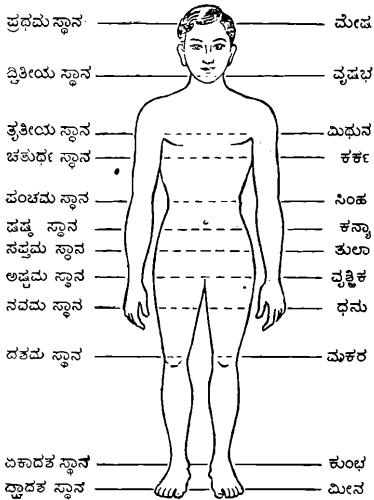 ಪ್ರಥಮ ಸ್ಥಾನ ಮೇಷ
ದ್ವಿತೀಯ ಸ್ಥಾನ ವೃಷಭ
ತೃತೀಯ ಸ್ಥಾನ ಮಿಥುನ
ಚತುರ್ಥ ಸ್ಥಾನ ಕರ್ಕ
ಪಂಚಮ ಸ್ಥಾನ ಸಿಂಹ
ಷಷ್ಠ ಸ್ಥಾನ ಕನ್ಯಾ
ಸಪ್ತಮ ಸ್ಥಾನ ತುಲಾ
ಅಷ್ಟಮ ಸ್ಥಾನ ವೃಶ್ಚಿಕ
ನವಮ ಸ್ಥಾನ ಧನು
ದಶಮ ಸ್ಥಾನ ಮಕರ
ಏಕಾದಶ ಸ್ಥಾನ ಕುಂಭ
ದ್ವಾದಶ ಸ್ಥಾನ ಮೀನ